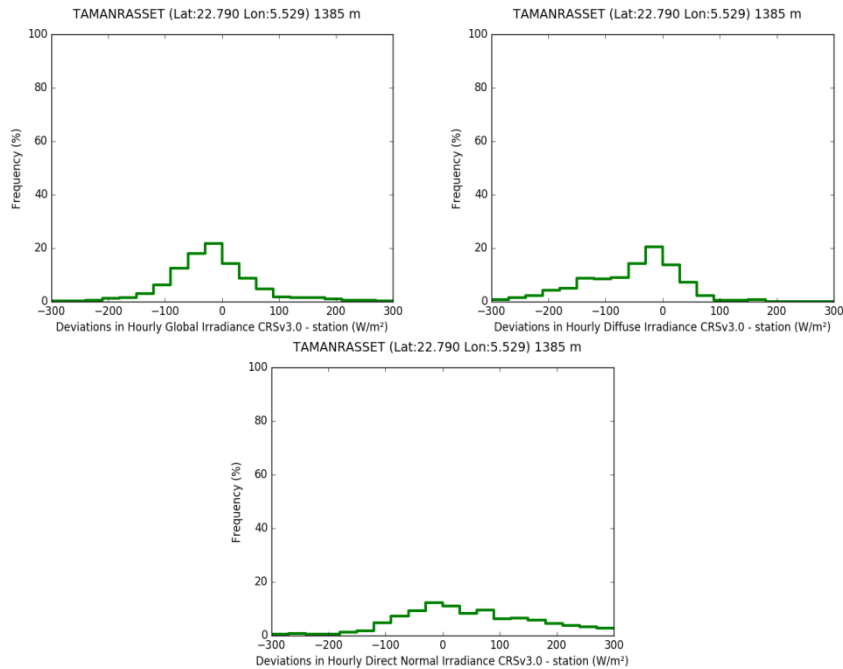 TAMANRASSET (Lat:22.790 Lon:5.529) 1385 m
100
80
60
40
20
0
Frequency (%)
−300 −200 −100 0 100 200 300
Deviations in Hourly Global Irradiance CRSv3.0 - station (W/m²)
TAMANRASSET (Lat:22.790 Lon:5.529) 1385 m
100
80
60
40
20
0
Frequency (%)
−300 −200 −100 0 100 200 300
Deviations in Hourly Diffuse Irradiance CRSv3.0 - station (W/m²)
TAMANRASSET (Lat:22.790 Lon:5.529) 1385 m
100
80
60
40
20
0
Frequency (%)
−300 −200 −100 0 100 200 300
Deviations in Hourly Direct Normal Irradiance CRSv3.0 - station (W/m²)